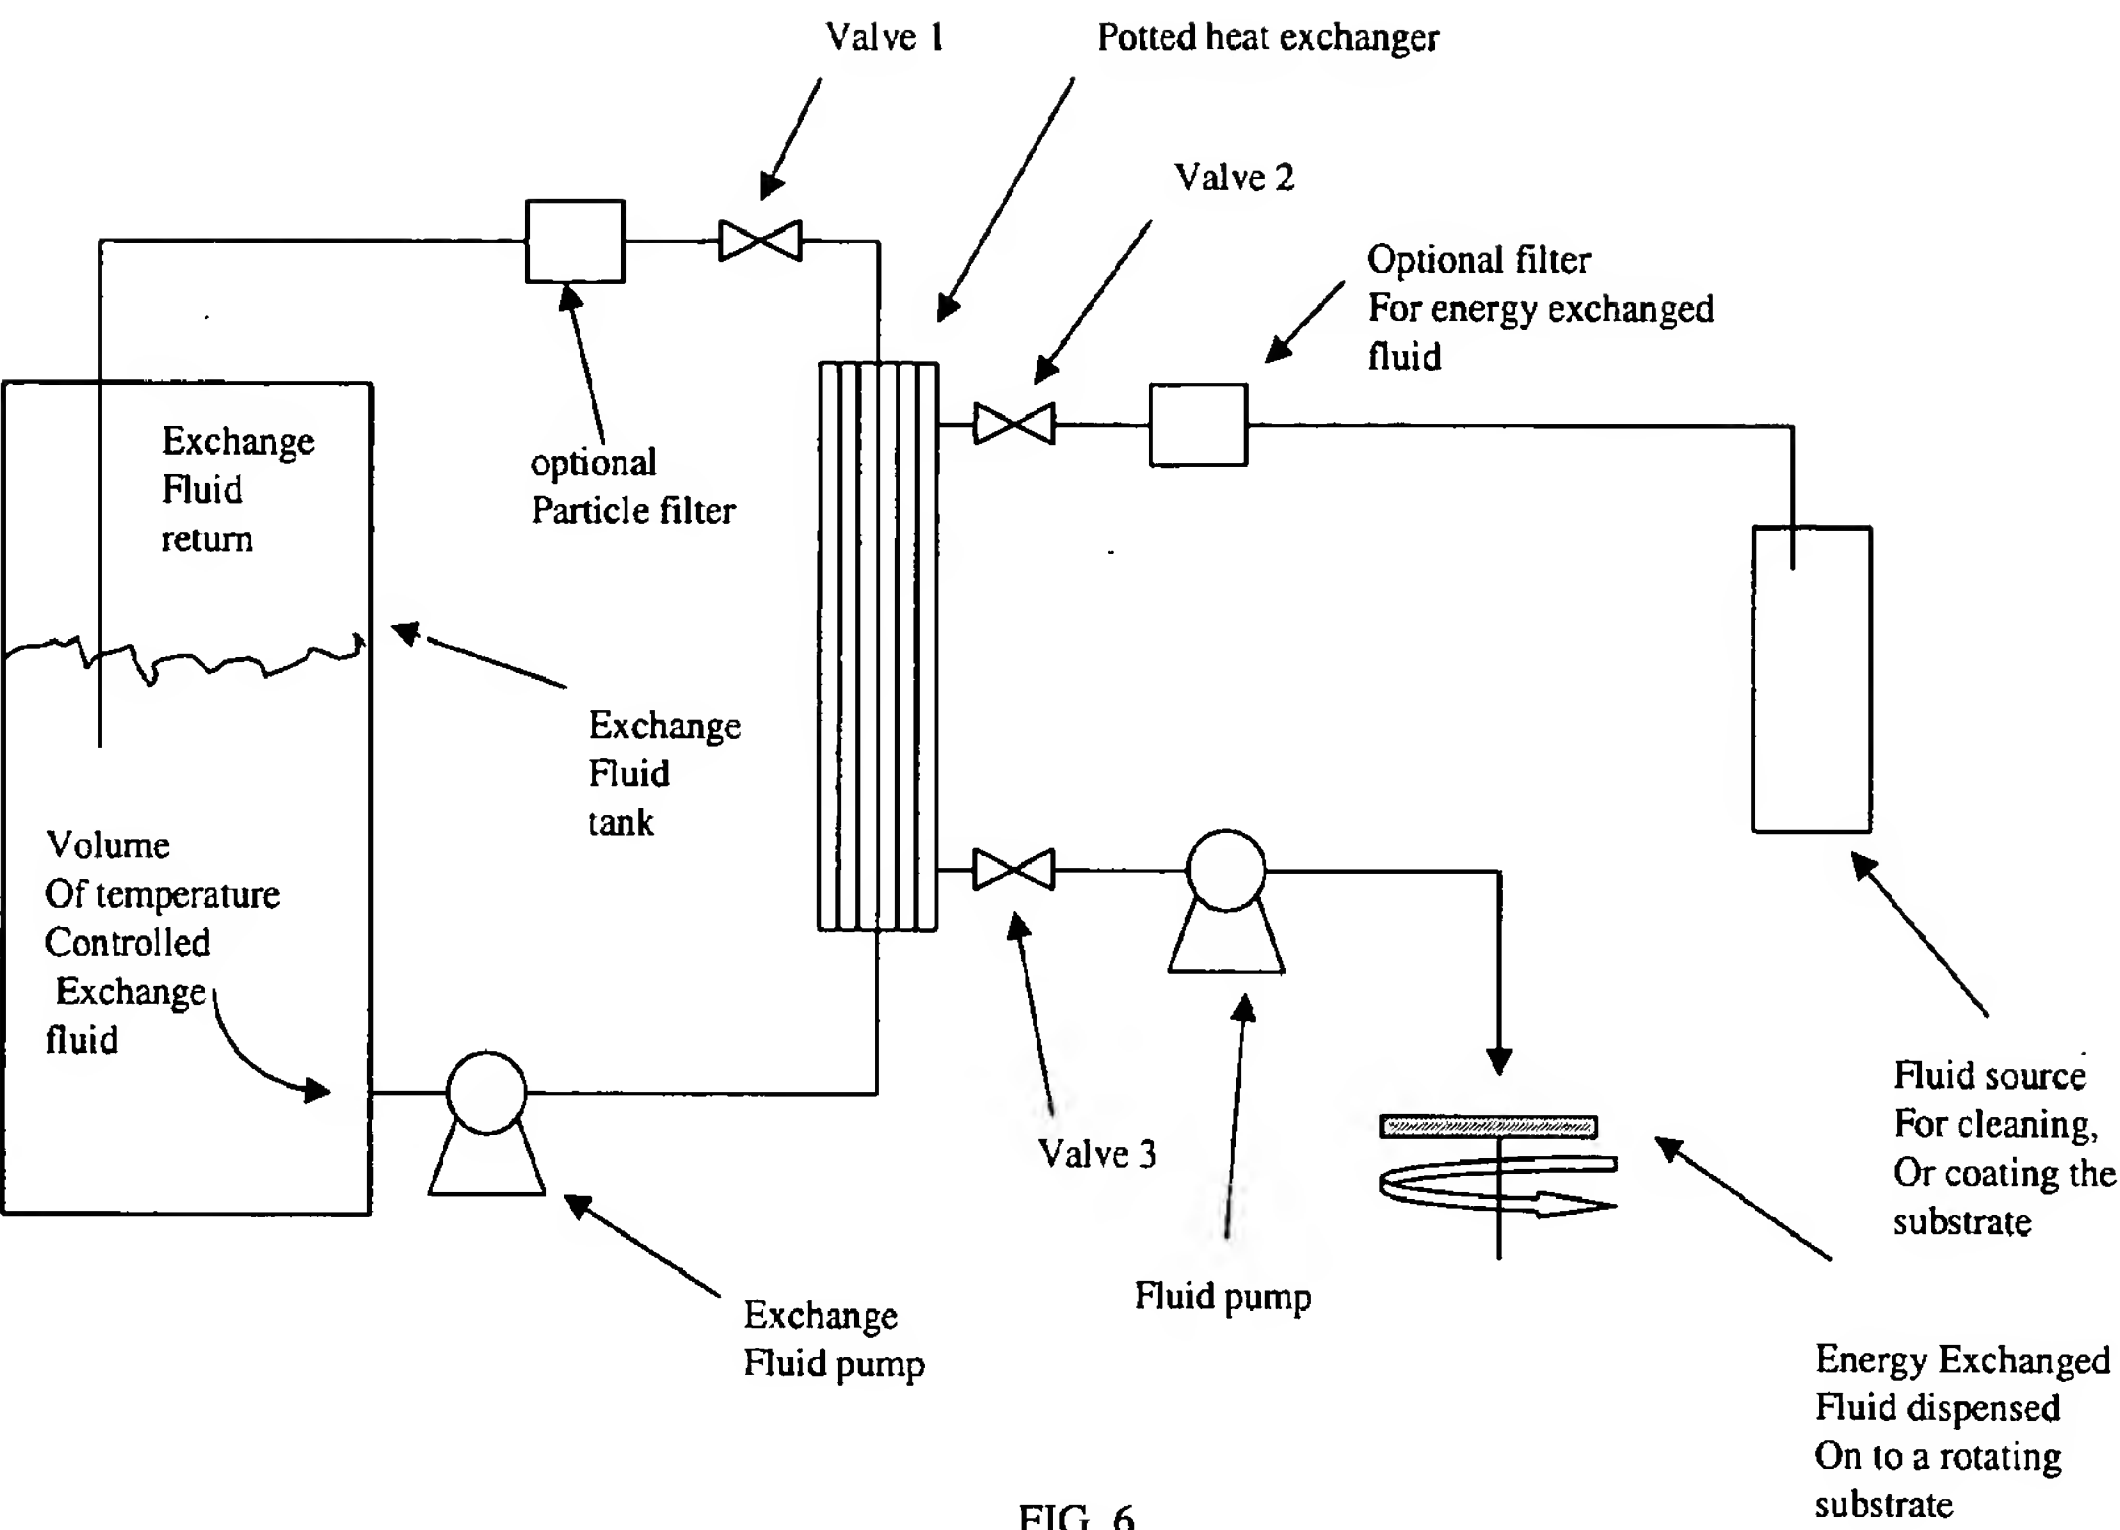 Valve 1
Potted heat exchanger
Valve 2
Optional filter
For energy exchanged
fluid
Exchange
Fluid
return
optional
Particle filter
Exchange
Fluid
tank
Volume
Of temperature
Controlled
Exchange
fluid
Valve 3
Fluid source
For cleaning,
Or coating the
substrate
Fluid pump
Exchange
Fluid pump
Energy Exchanged
Fluid dispensed
On to a rotating
substrate
FIG. 6